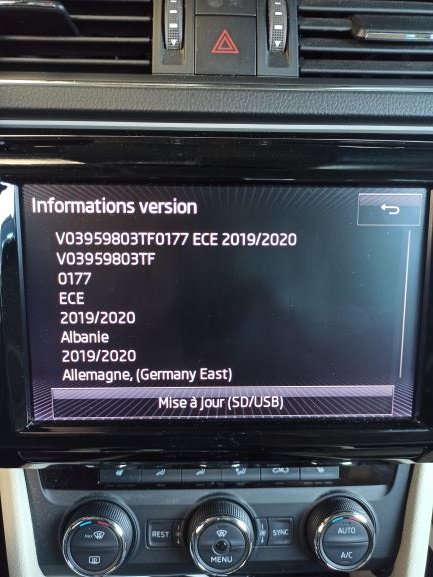 Informations version
V03959803TF0177 ECE 2019/2020
V03959803TF
0177
ECE
2019/2020
Albanie
2019/2020
Allemagne, (Germany East)
Mise à jour (SD/USB)
REST
MENU
SYNC
AUTO
A/C